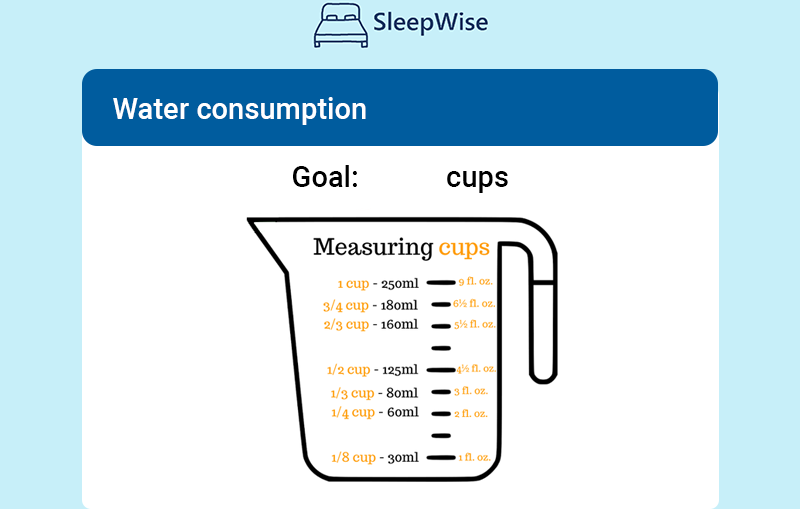 SleepWise
Water consumption
Goal: cups
Measuring cups
1 cup - 250ml 9 fl. oz.
3/4 cup - 180ml 6½ fl. oz.
2/3 cup - 160ml 5½ fl. oz.
1/2 cup - 125ml 4½ fl. oz.
1/3 cup - 80ml 3 fl. oz.
1/4 cup - 60ml 2 fl. oz.
1/8 cup - 30ml 1 fl. oz.